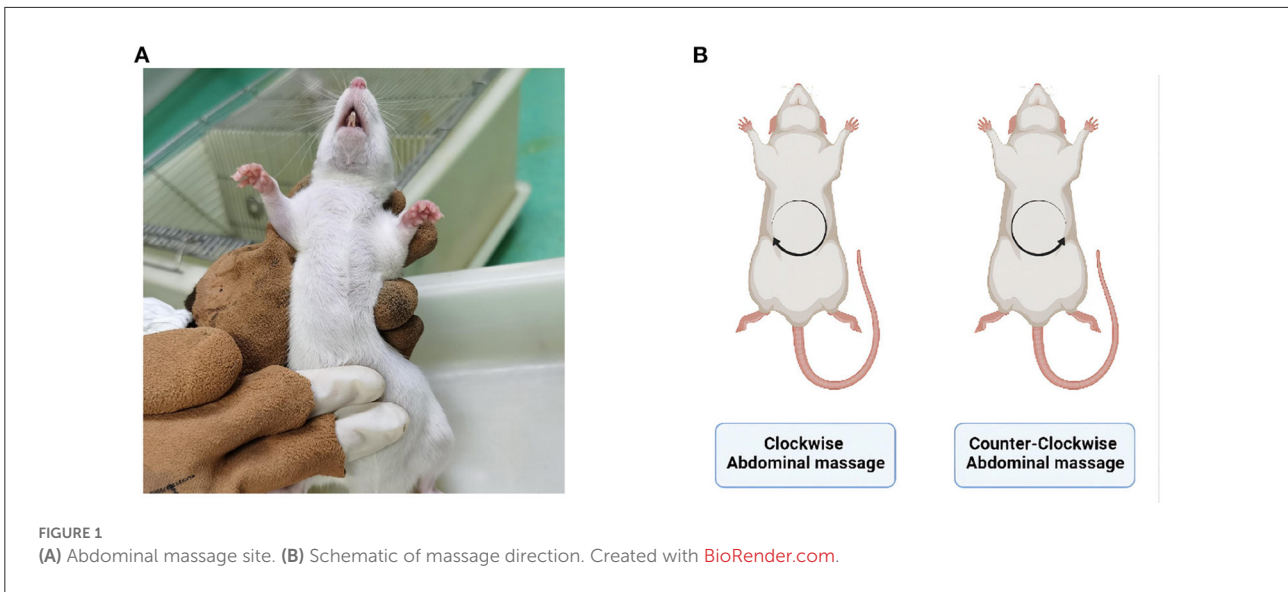 A
B
Clockwise
Abdominal massage
Counter-Clockwise
Abdominal massage
FIGURE 1
(A) Abdominal massage site. (B) Schematic of massage direction. Created with BioRender.com.